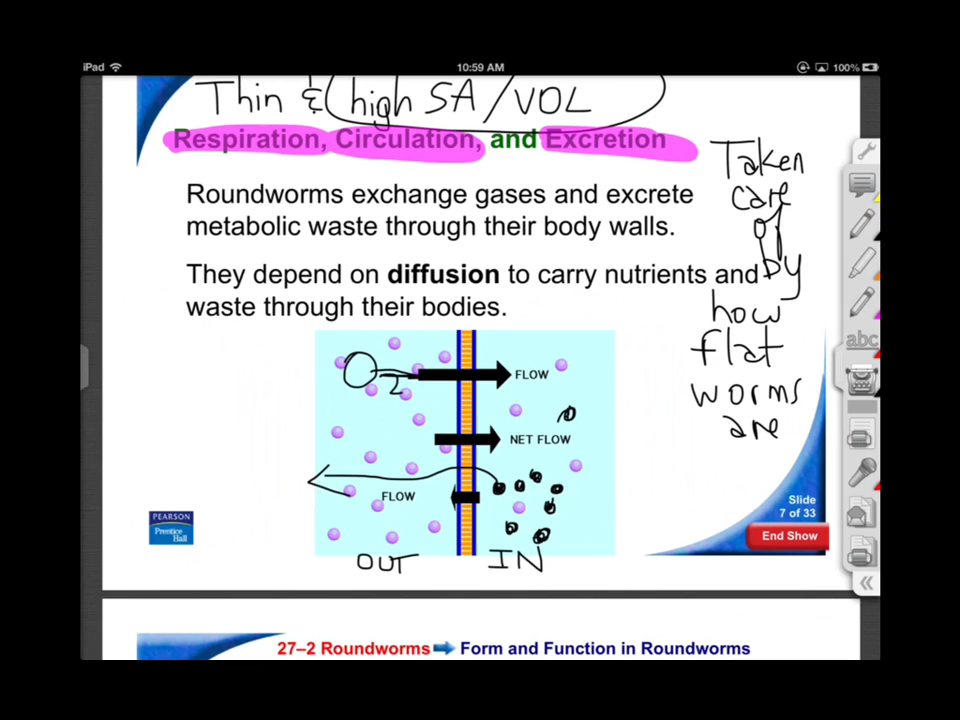 iPad
10:59 AM
100%
Thin & high SA/VOL
Respiration, Circulation, and Excretion
Roundworms exchange gases and excrete
metabolic waste through their body walls.
They depend on diffusion to carry nutrients and
waste through their bodies.
Taken
care
of
by
how
flat
worms
are
abc
O2
FLOW
NET FLOW
FLOW
OUT
IN
PEARSON
Prentice
Hall
Slide
7 of 33
End Show
27–2 Roundworms
Form and Function in Roundworms